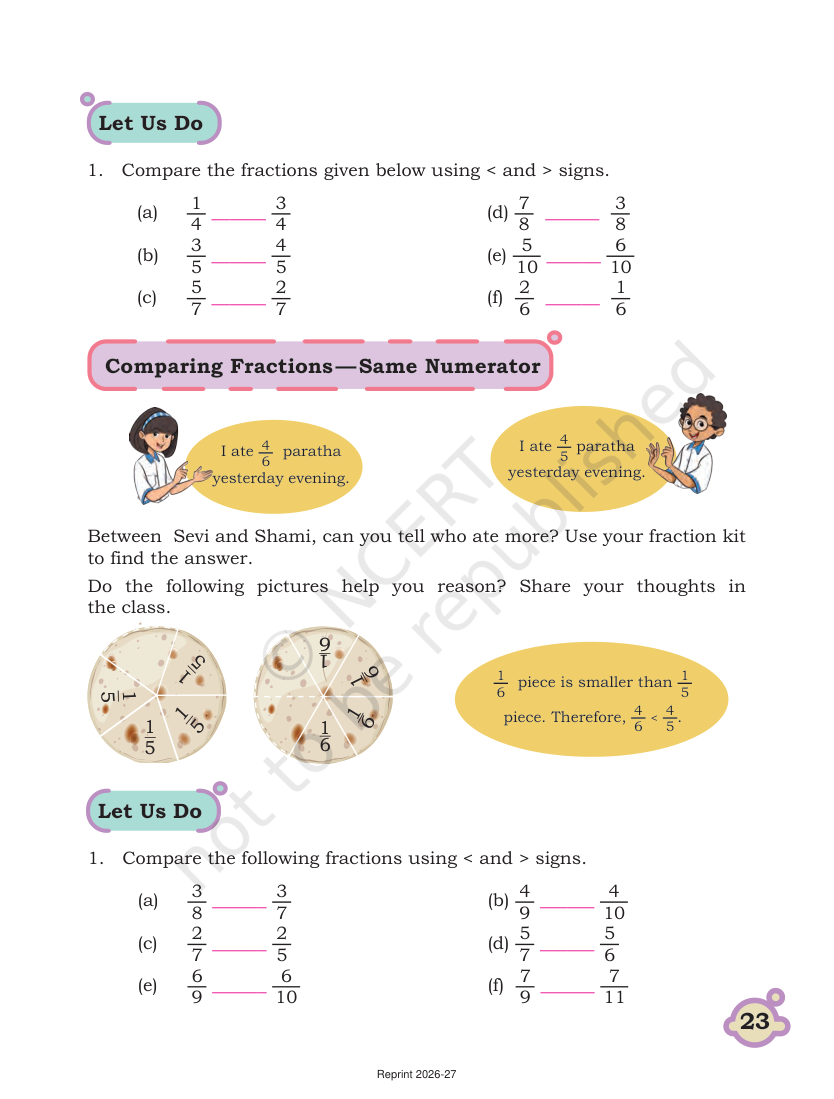 Let Us Do
1. Compare the fractions given below using < and > signs.
(a) 1/4 ______ 3/4 (d) 7/8 ______ 3/8
(b) 3/5 ______ 4/5 (e) 5/10 ______ 6/10
(c) 5/7 ______ 2/7 (f) 2/6 ______ 1/6
Comparing Fractions—Same Numerator
I ate 4/6 paratha
yesterday evening.
I ate 4/5 paratha
yesterday evening.
Between Sevi and Shami, can you tell who ate more? Use your fraction kit
to find the answer.
Do the following pictures help you reason? Share your thoughts in
the class.
1/5
1/5
1/5
1/5
1/6
1/6
1/6
1/6
1/6 piece is smaller than 1/5
piece. Therefore, 4/6 < 4/5.
Let Us Do
1. Compare the following fractions using < and > signs.
(a) 3/8 ______ 3/7 (b) 4/9 ______ 4/10
(c) 2/7 ______ 2/5 (d) 5/7 ______ 5/6
(e) 6/9 ______ 6/10 (f) 7/9 ______ 7/11
23
Reprint 2026-27
© NCERT
not to be republished